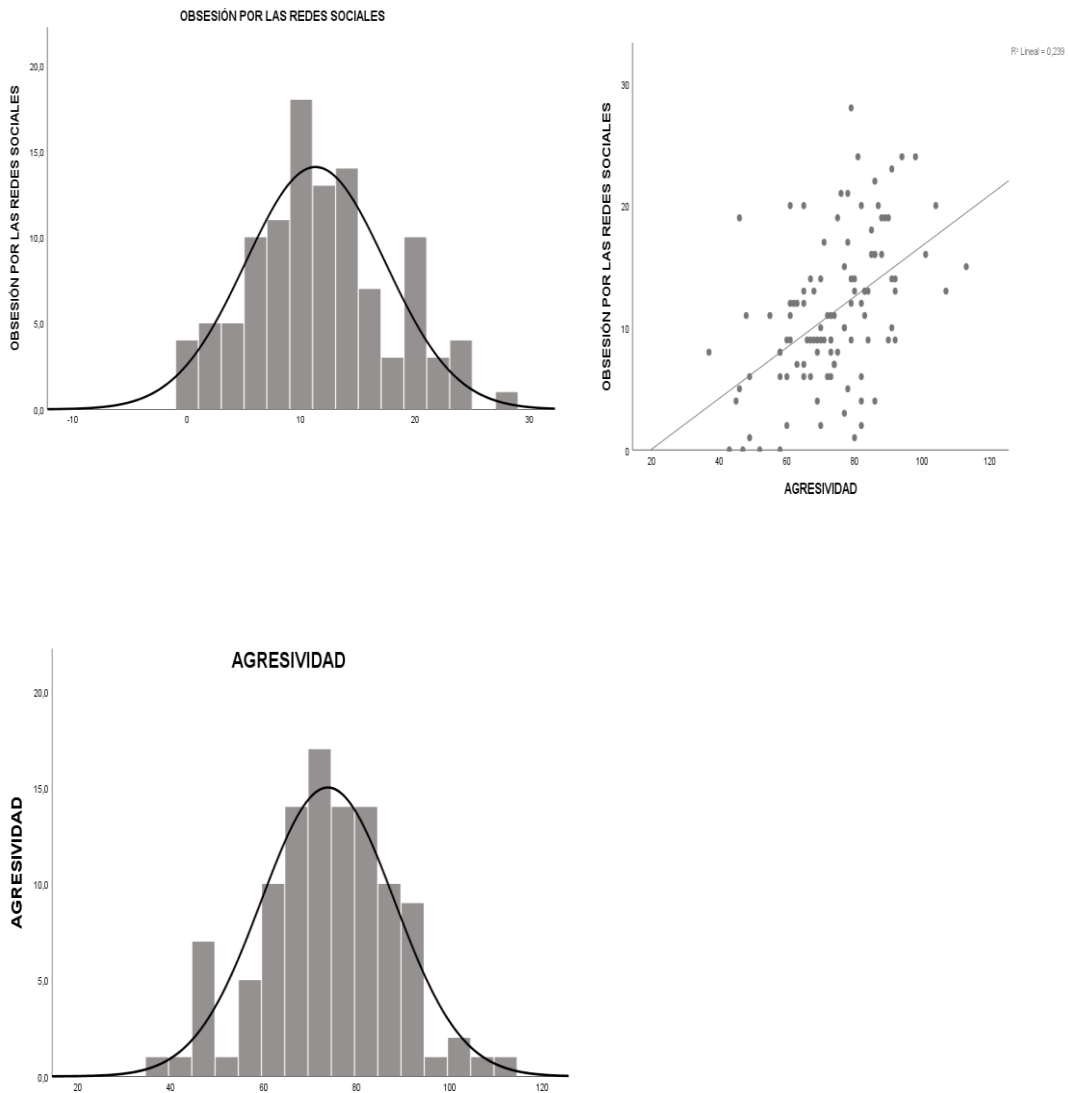 OBSESIÓN POR LAS REDES SOCIALES
OBSESIÓN POR LAS REDES SOCIALES
20,0
15,0
10,0
5,0
0,0
-10 0 10 20 30
R² Lineal = 0,239
OBSESIÓN POR LAS REDES SOCIALES
30
20
10
0
20 40 60 80 100 120
AGRESIVIDAD
AGRESIVIDAD
AGRESIVIDAD
20,0
15,0
10,0
5,0
0,0
20 40 60 80 100 120